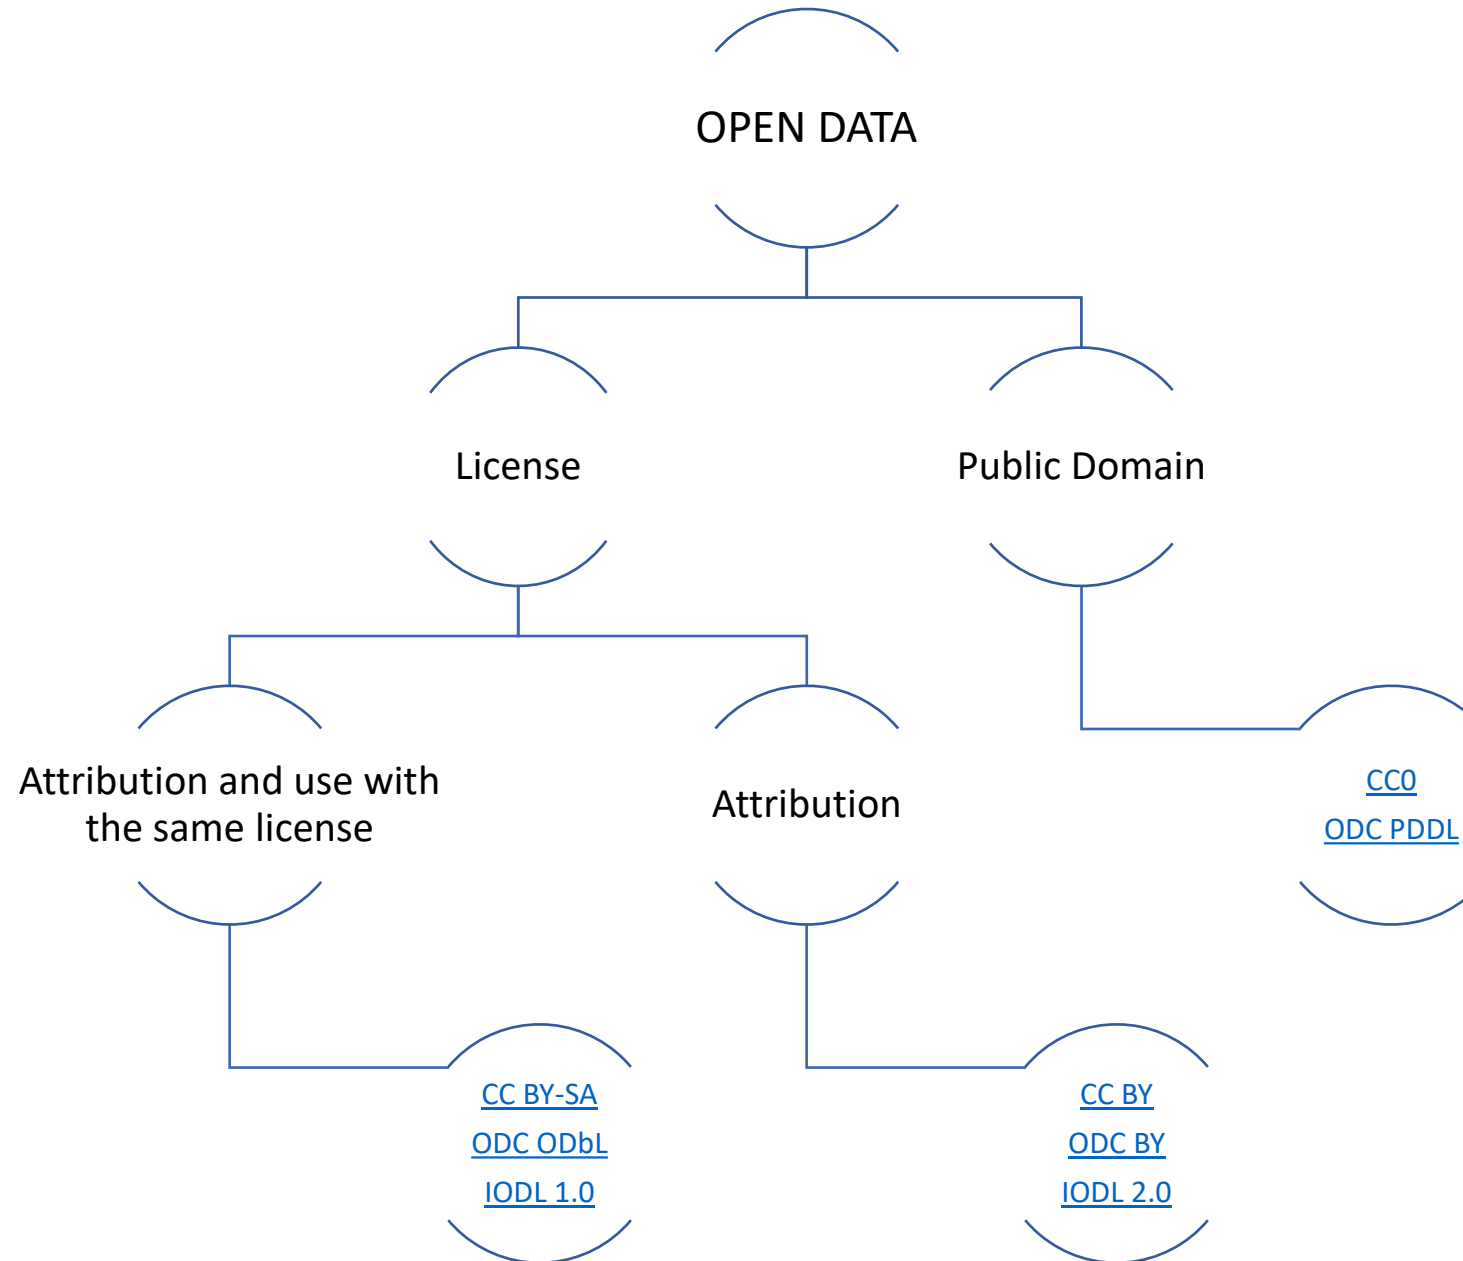 OPEN DATA
License
Public Domain
Attribution and use with
the same license
Attribution
CC0
ODC PDDL
CC BY-SA
ODC ODbL
IODL 1.0
CC BY
ODC BY
IODL 2.0